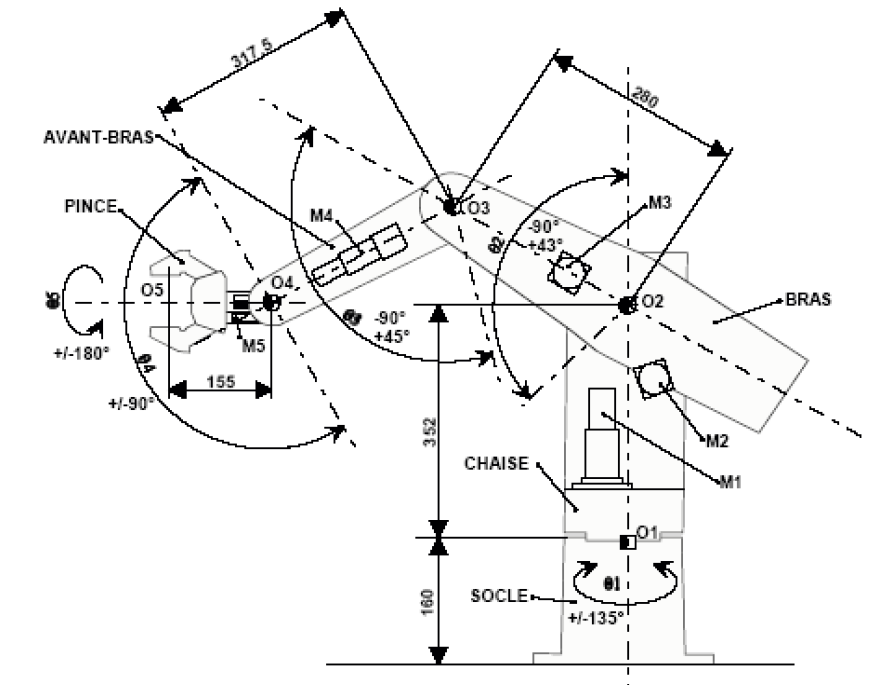 317,5
280
AVANT-BRAS
PINCE
M4
O3
-90°
+43°
M3
θ2
O5
O4
O2
BRAS
θ5
θ3
-90°
+45°
+/-180°
M5
θ4
155
+/-90°
352
M2
CHAISE
M1
O1
θ1
160
SOCLE
+/-135°